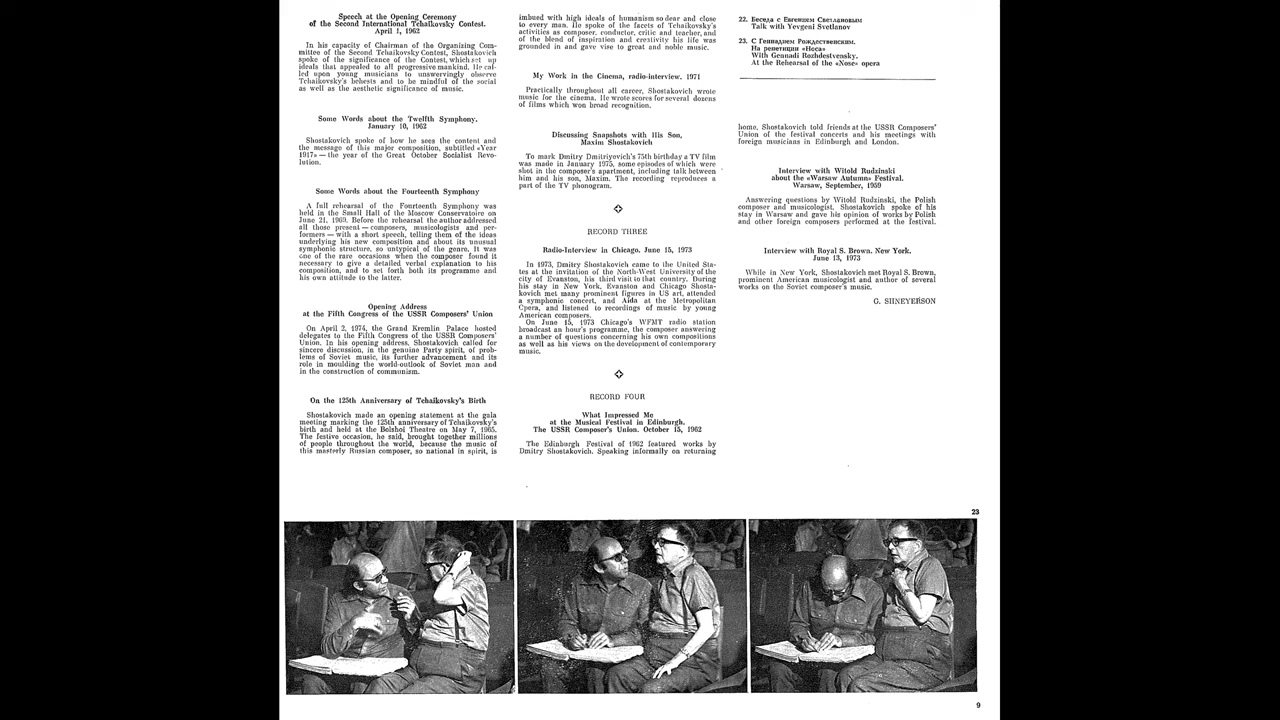 Speech at the Opening Ceremony
of the Second International Tchaikovsky Contest.
April 1, 1962
In his capacity of Chairman of the Organizing Com-
mittee of the Second Tchaikovsky Contest, Shostakovich
spoke of the significance of the Contest, which set up
ideals that appealed to all progressive mankind. He cal-
led upon young musicians to unswervingly observe
Tchaikovsky's behests and to be mindful of the social
as well as the aesthetic significance of music.
Some Words about the Twelfth Symphony.
January 10, 1962
Shostakovich spoke of how he sees the content and
the message of this major composition, subtitled «Year
1917» — the year of the Great October Socialist Revo-
lution.
Some Words about the Fourteenth Symphony
A full rehearsal of the Fourteenth Symphony was
held in the Small Hall of the Moscow Conservatoire on
June 21, 1969. Before the rehearsal the author addressed
all those present — composers, musicologists and per-
formers — with a short speech, telling them of the ideas
underlying his new composition and about its unusual
symphonic structure, so untypical of the genre. It was
one of the rare occasions when the composer found it
necessary to give a detailed verbal explanation to his
composition, and to set forth both its programme and
his own attitude to the latter.
Opening Address
at the Fifth Congress of the USSR Composers' Union
On April 2, 1974, the Grand Kremlin Palace hosted
delegates to the Fifth Congress of the USSR Composers'
Union. In his opening address, Shostakovich called for
sincere discussion, in the genuine Party spirit, of prob-
lems of Soviet music, its further advancement and its
role in moulding the world-outlook of Soviet man and
in the construction of communism.
On the 125th Anniversary of Tchaikovsky's Birth
Shostakovich made an opening statement at the gala
meeting marking the 125th anniversary of Tchaikovsky's
birth and held at the Bolshoi Theatre on May 7, 1965.
The festive occasion, he said, brought together millions
of people throughout the world, because the music of
this masterly Russian composer, so national in spirit, is
imbued with high ideals of humanism so dear and close
to every man. He spoke of the facets of Tchaikovsky's
activities as composer, conductor, critic and teacher, and
of the blend of inspiration and creativity his life was
grounded in and gave vise to great and noble music.
My Work in the Cinema, radio-interview. 1971
Practically throughout all career, Shostakovich wrote
music for the cinema. He wrote scores for several dozens
of films which won broad recognition.
Discussing Snapshots with His Son,
Maxim Shostakovich
To mark Dmitry Dmitriyevich's 75th birthday a TV film
was made in January 1975, some episodes of which were
shot in the composer's apartment, including talk between
him and his son, Maxim. The recording reproduces a
part of the TV phonogram.
RECORD THREE
Radio-Interview in Chicago. June 15, 1973
In 1973, Dmitry Shostakovich came to the United Sta-
tes at the invitation of the North-West University of the
city of Evanston, his third visit to that country. During
his stay in New York, Evanston and Chicago Shosta-
kovich met many prominent figures in US art, attended
a symphonic concert, and Aida at the Metropolitan
Opera, and listened to recordings of music by young
American composers.
On June 15, 1973 Chicago's WFMT radio station
broadcast an hour's programme, the composer answering
a number of questions concerning his own compositions
as well as his views on the development of contemporary
music.
RECORD FOUR
What Impressed Me
at the Musical Festival in Edinburgh.
The USSR Composer's Union. October 15, 1962
The Edinburgh Festival of 1962 featured works by
Dmitry Shostakovich. Speaking informally on returning
22. Беседа с Евгением Светлановым
Talk with Yevgeni Svetlanov
23. С Геннадием Рождественским.
На репетиции «Носа»
With Gennadi Rozhdestvensky.
At the Rehearsal of the «Nose» opera
home, Shostakovich told friends at the USSR Composers'
Union of the festival concerts and his meetings with
foreign musicians in Edinburgh and London.
Interview with Witold Rudzinski
about the «Warsaw Autumn» Festival.
Warsaw, September, 1959
Answering questions by Witold Rudzinski, the Polish
composer and musicologist. Shostakovich spoke of his
stay in Warsaw and gave his opinion of works by Polish
and other foreign composers performed at the festival.
Interview with Royal S. Brown. New York.
June 13, 1973
While in New York, Shostakovich met Royal S. Brown,
prominent American musicologist and author of several
works on the Soviet composer's music.
G. SHNEYERSON
23
9